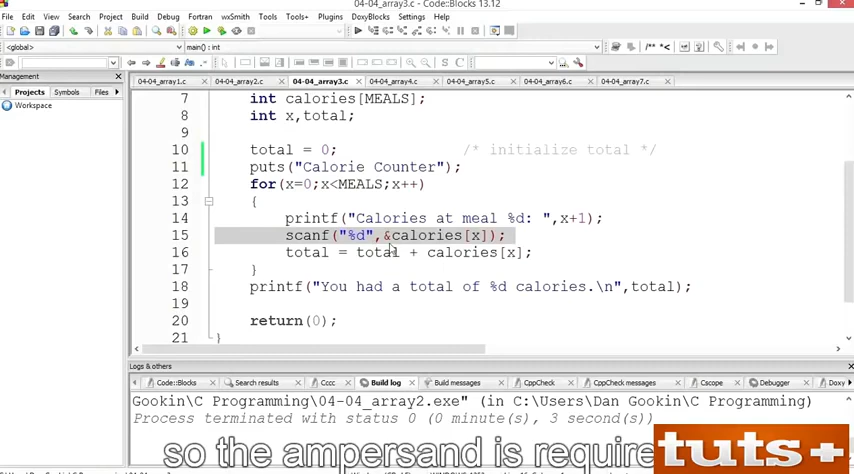 04-04_array3.c - Code::Blocks 13.12
File Edit View Search Project Build Debug Fortran wxSmith Tools Tools+ Plugins DoxyBlocks Settings Help
<global> main() : int
Management
Projects Symbols Files
Workspace
04-04_array1.c 04-04_array2.c 04-04_array3.c 04-04_array4.c 04-04_array5.c 04-04_array6.c 04-04_array7.c
7 int calories[MEALS];
8 int x,total;
9
10 total = 0; /* initialize total */
11 puts("Calorie Counter");
12 for(x=0;x<MEALS;x++)
13 {
14 printf("Calories at meal %d: ",x+1);
15 scanf("%d",&calories[x]);
16 total = total + calories[x];
17 }
18 printf("You had a total of %d calories.\n",total);
19
20 return(0);
21 }
Logs & others
Code::Blocks Search results Cccc Build log Build messages CppCheck CppCheck messages Cscope Debugger Doxy
Gookin\C Programming\04-04_array2.exe" (in C:\Users\Dan Gookin\C Programming)
Process terminated with status 0 (0 minute(s), 3 second(s))
so the ampersand is require
tuts+